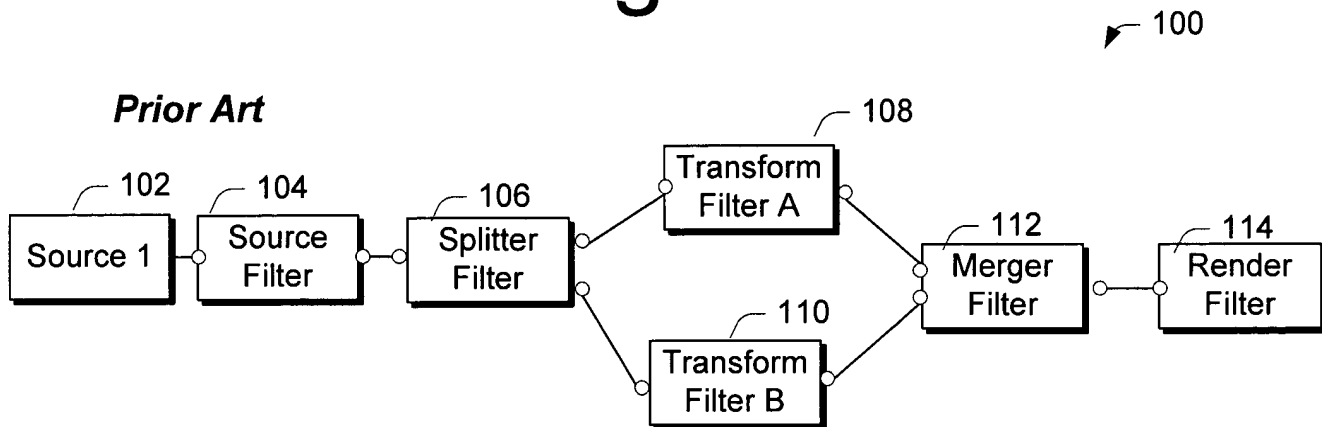 g
100
Prior Art
108
102
104
106
Transform
Filter A
112
114
Source 1
Source
Filter
Splitter
Filter
Merger
Filter
Render
Filter
110
Transform
Filter B